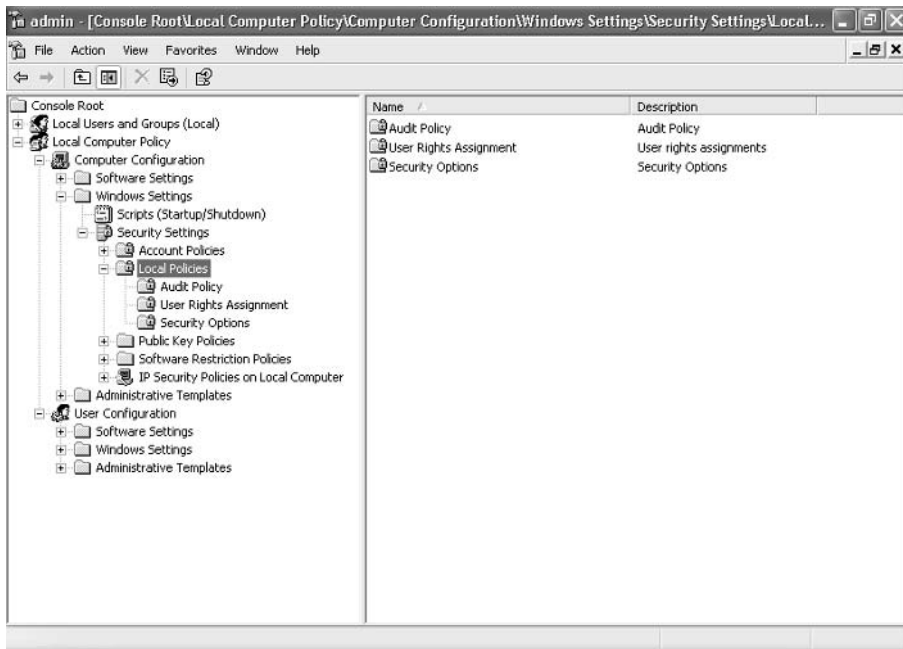 admin - [Console Root\Local Computer Policy\Computer Configuration\Windows Settings\Security Settings\Local...
File Action View Favorites Window Help
Console Root
Local Users and Groups (Local)
Local Computer Policy
Computer Configuration
Software Settings
Windows Settings
Scripts (Startup/Shutdown)
Security Settings
Account Policies
Local Policies
Audit Policy
User Rights Assignment
Security Options
Public Key Policies
Software Restriction Policies
IP Security Policies on Local Computer
Administrative Templates
User Configuration
Software Settings
Windows Settings
Administrative Templates
Name Description
Audit Policy Audit Policy
User Rights Assignment User rights assignments
Security Options Security Options